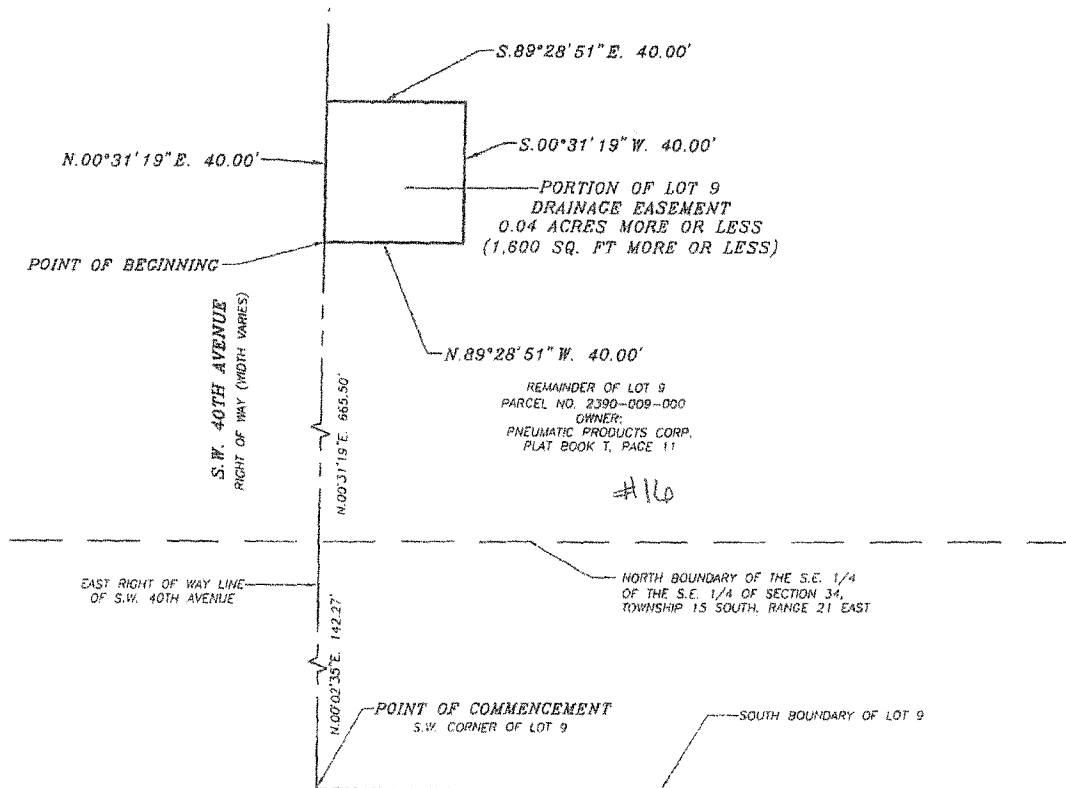 S.89°28'51"E. 40.00'
N.00°31'19"E. 40.00'
S.00°31'19"W. 40.00'
PORTION OF LOT 9
DRAINAGE EASEMENT
0.04 ACRES MORE OR LESS
(1,600 SQ. FT MORE OR LESS)
POINT OF BEGINNING
S.W. 40TH AVENUE
RIGHT OF WAY (WIDTH VARIES)
N.89°28'51"W. 40.00'
N.00°31'19"E. 665.50'
REMAINDER OF LOT 9
PARCEL NO. 2390-009-000
OWNER:
PNEUMATIC PRODUCTS CORP.
PLAT BOOK T, PAGE 11
#16
EAST RIGHT OF WAY LINE
OF S.W. 40TH AVENUE
NORTH BOUNDARY OF THE S.E. 1/4
OF THE S.E. 1/4 OF SECTION 34,
TOWNSHIP 15 SOUTH, RANGE 21 EAST
N.00°02'35"E. 142.27'
POINT OF COMMENCEMENT
S.W. CORNER OF LOT 9
SOUTH BOUNDARY OF LOT 9